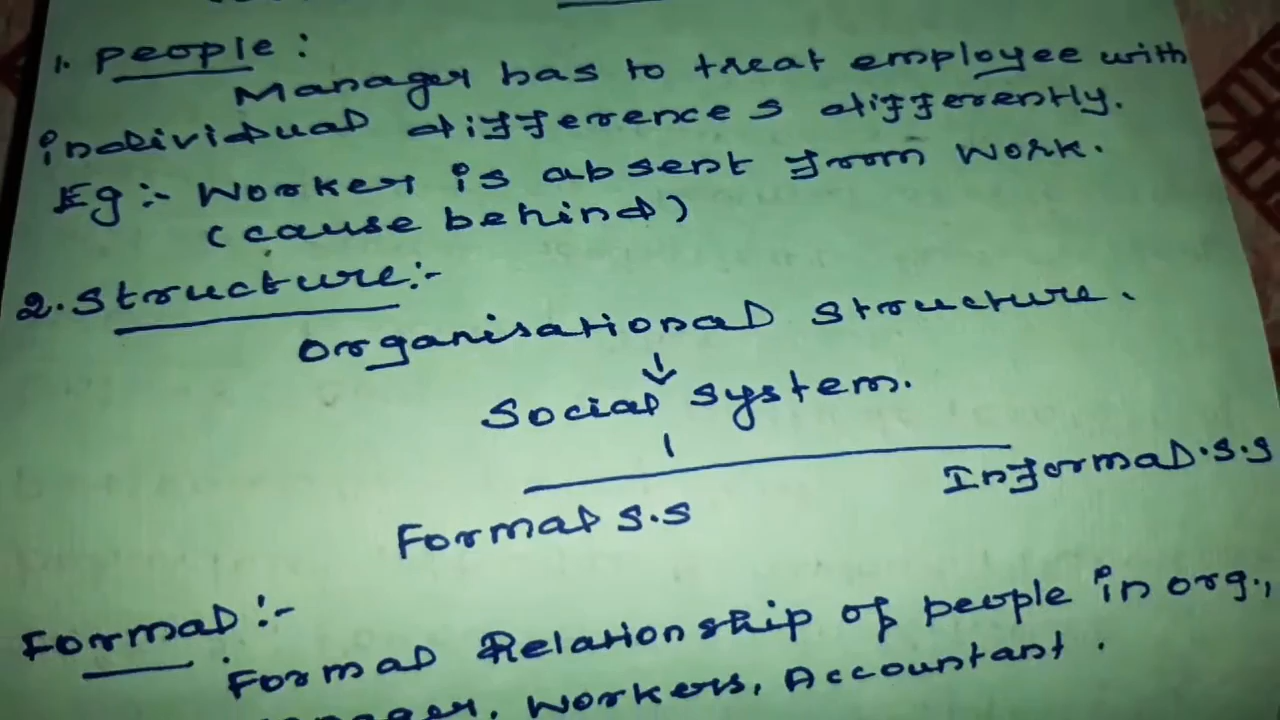 1. People :
Manager has to treat employee with
individual differences differently.
Eg :- Worker is absent from work.
(cause behind)
2. Structure:-
Organisational structure.
Social system.
Informal.s.s
Formal s.s
Formal :-
Formal Relationship of people in org.,
Workers, Accountant.